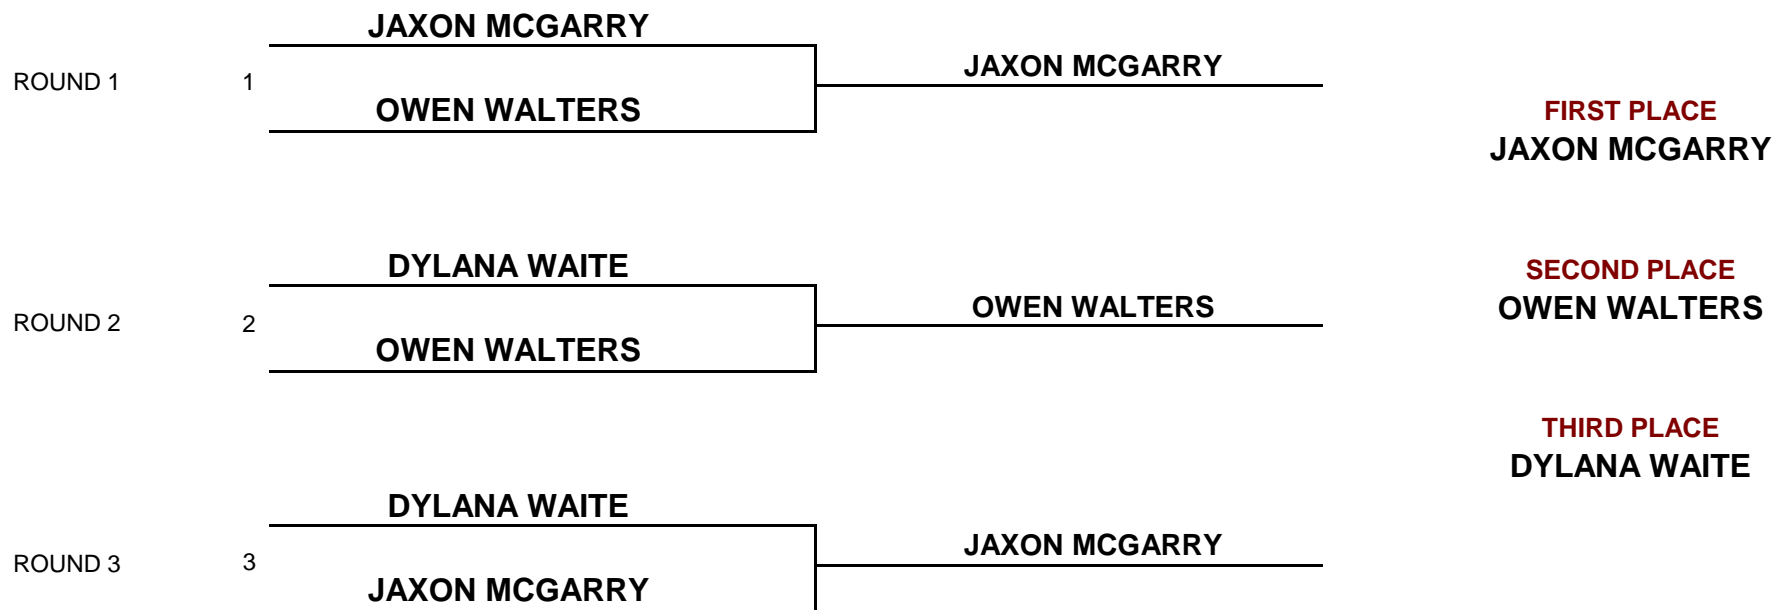 JAXON MCGARRY
ROUND 1
1
JAXON MCGARRY
OWEN WALTERS
FIRST PLACE
JAXON MCGARRY
DYLANA WAITE
ROUND 2
2
OWEN WALTERS
OWEN WALTERS
SECOND PLACE
OWEN WALTERS
THIRD PLACE
DYLANA WAITE
DYLANA WAITE
ROUND 3
3
JAXON MCGARRY
JAXON MCGARRY